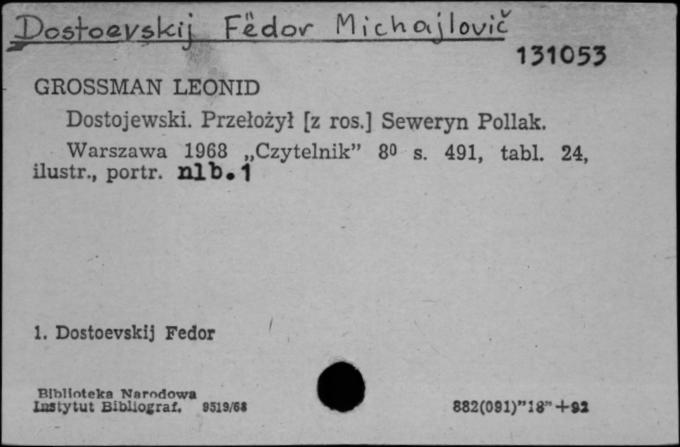 Dostoevskij Fëdor Michajlovič
131053
GROSSMAN LEONID
Dostojewski. Przełożył [z ros.] Seweryn Pollak.
Warszawa 1968 „Czytelnik” 8⁰ s. 491, tabl. 24,
ilustr., portr. nlb. 1
1. Dostoevskij Fedor
Biblioteka Narodowa
Instytut Bibliograf. 9519/68
882(091)"18"+92